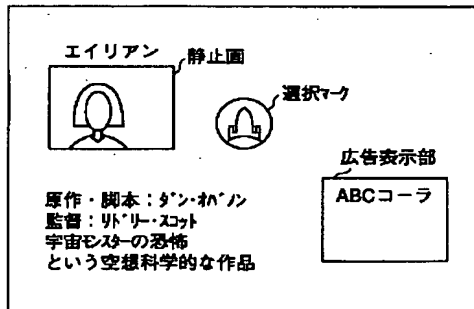 エイリアン
静止画
選択マーク
広告表示部
ABCコーラ
原作・脚本：ダン・オバノン
監督：リドリー・スコット
宇宙モンスターの恐怖
という空想科学的な作品